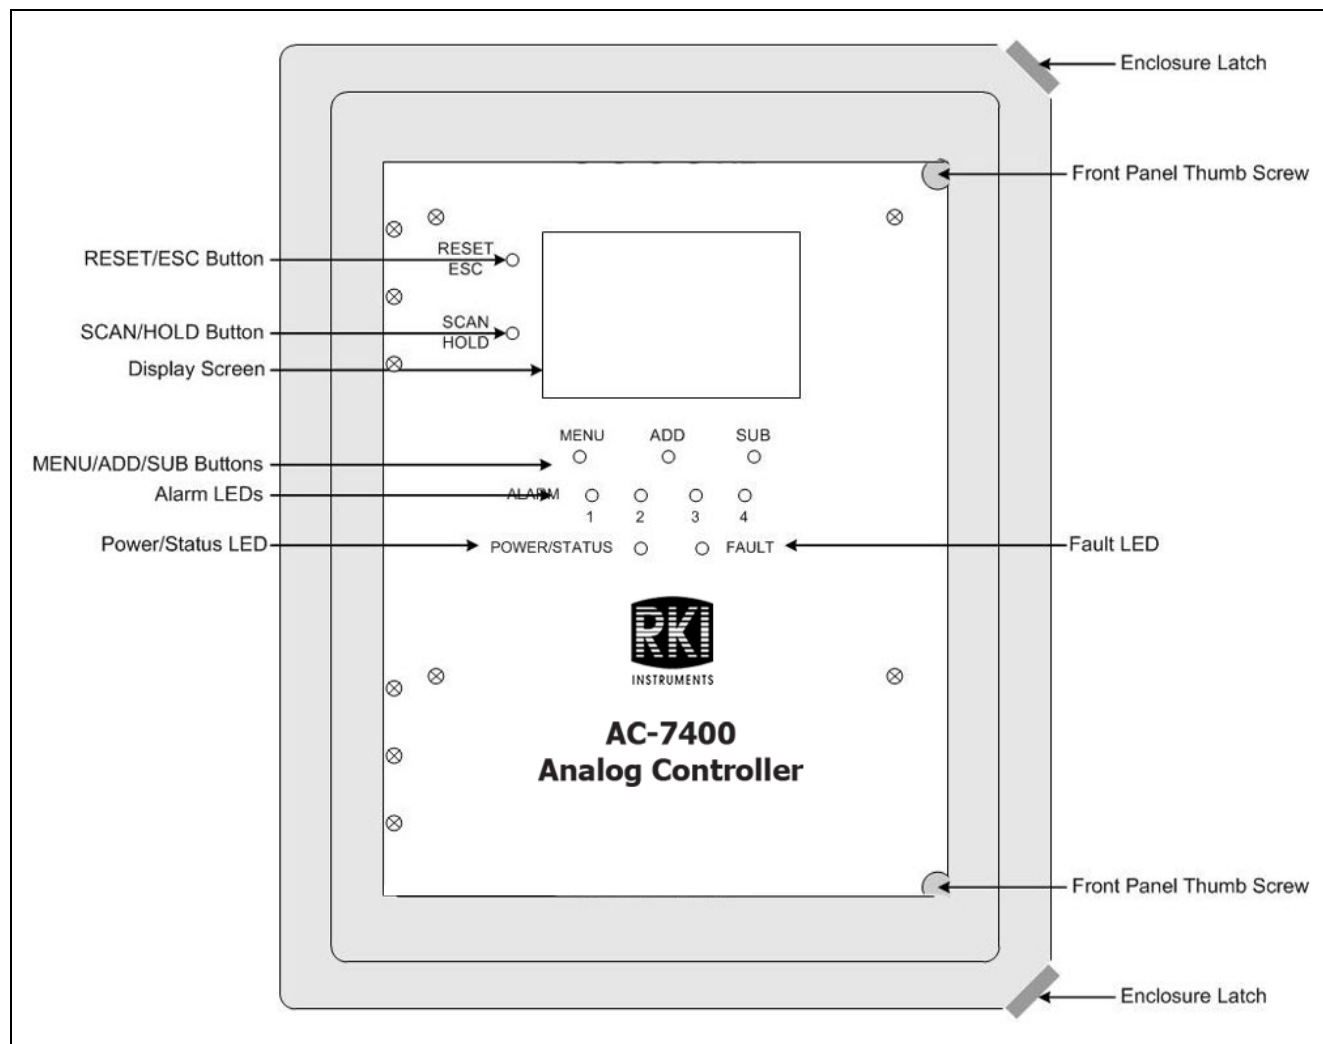 Enclosure Latch
Front Panel Thumb Screw
RESET/ESC Button
RESET
ESC
SCAN/HOLD Button
SCAN
HOLD
Display Screen
MENU ADD SUB
MENU/ADD/SUB Buttons
Alarm LEDs
ALARM
1 2 3 4
Power/Status LED
POWER/STATUS FAULT
Fault LED
RKI
INSTRUMENTS
AC-7400
Analog Controller
Front Panel Thumb Screw
Enclosure Latch